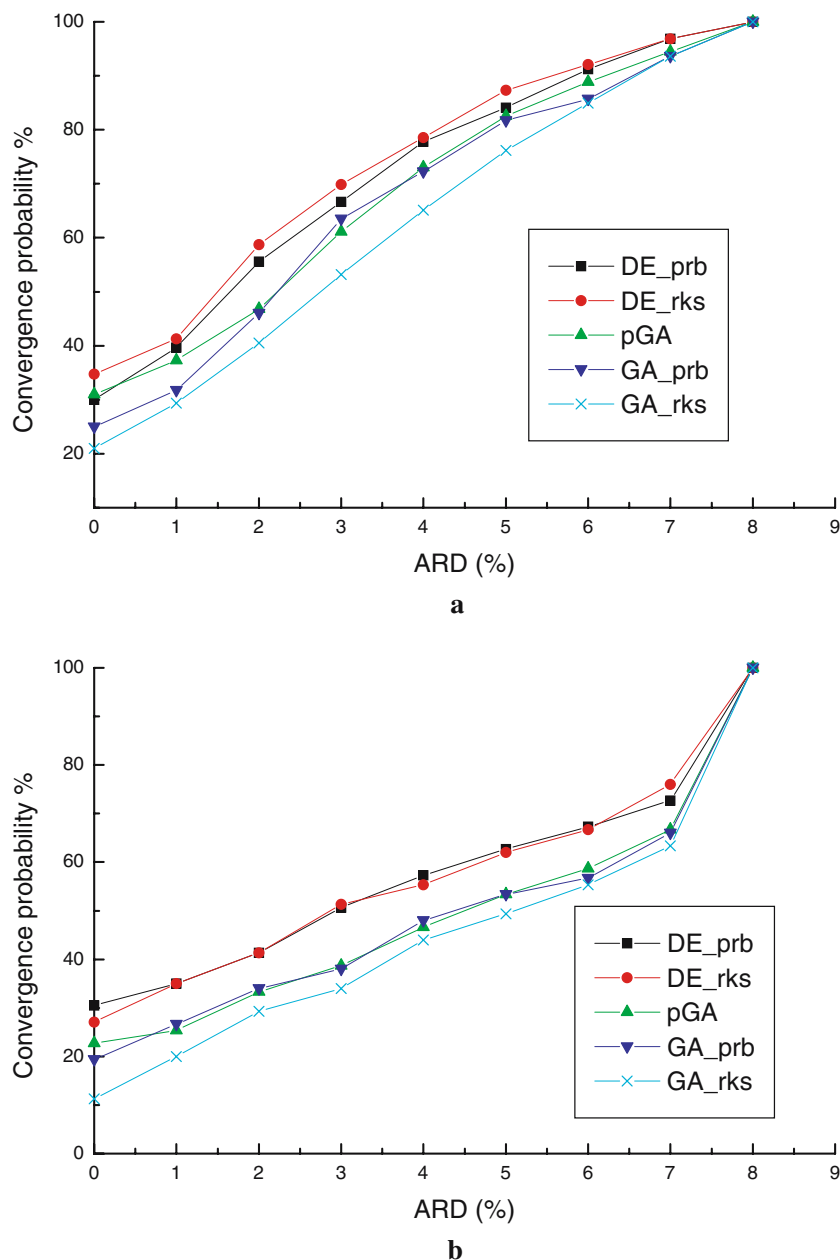 100
80
60
40
20
Convergence probability %
DE_prb
DE_rks
pGA
GA_prb
GA_rks
0 1 2 3 4 5 6 7 8 9
ARD (%)
a
100
80
60
40
20
0
Convergence probability %
DE_prb
DE_rks
pGA
GA_prb
GA_rks
0 1 2 3 4 5 6 7 8 9
ARD (%)
b